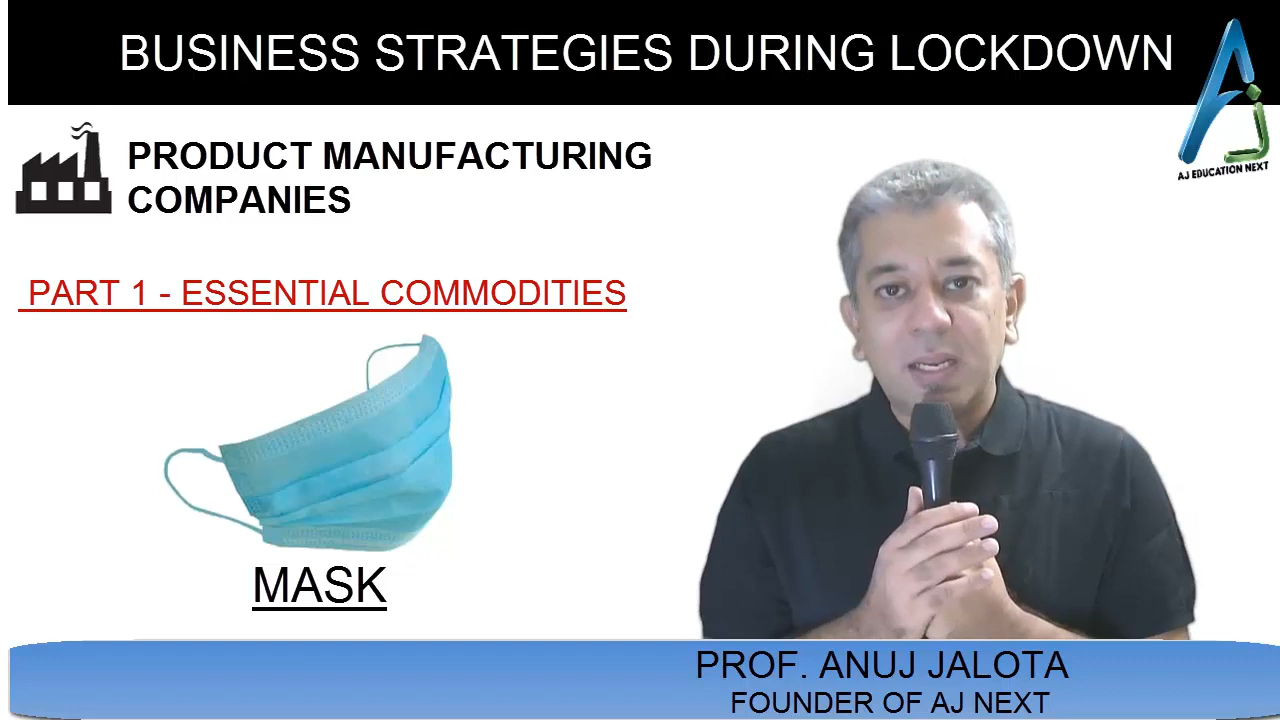 BUSINESS STRATEGIES DURING LOCKDOWN
AJ EDUCATION NEXT
PRODUCT MANUFACTURING
COMPANIES
PART 1 - ESSENTIAL COMMODITIES
MASK
PROF. ANUJ JALOTA
FOUNDER OF AJ NEXT